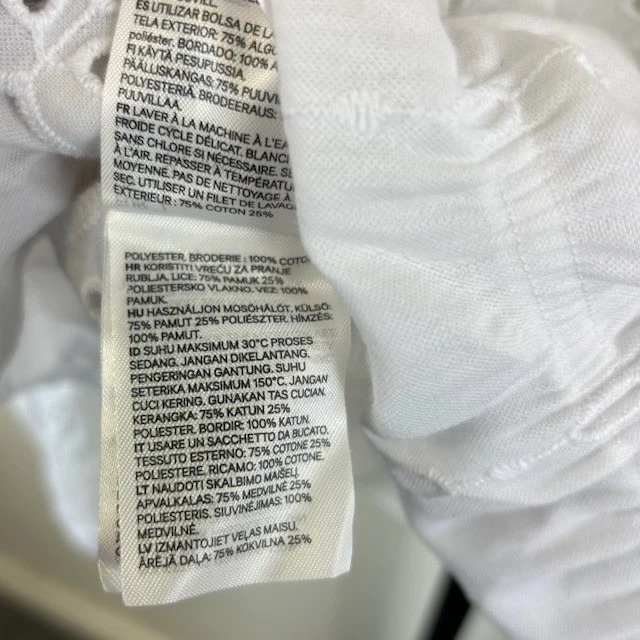 ES UTILIZAR BOLSA DE LA
TELA EXTERIOR: 75% ALG
poliéster. BORDADO: 100% A
FI KÄYTÄ PESUPUSSIA.
PÄÄLLISKANGAS: 75% PUUVI
POLYESTERIÄ. BRODEERAUS:
PUUVILLAA.
FR LAVER À LA MACHINE À L'EA
FROIDE CYCLE DÉLICAT. BLANCI
SANS CHLORE SI NÉCESSAIRE. SÉ
À L'AIR. REPASSER À TEMPÉRATU
MOYENNE. PAS DE NETTOYAGE À
SEC. UTILISER UN FILET DE LAVAG
EXTÉRIEUR : 75% COTON 25%
POLYESTER, BRODERIE : 100% COTO
HR KORISTITI VREĆU ZA PRANJE
RUBLJA. LICE: 75% PAMUK 25%
POLIESTERSKO VLAKNO. VEZ: 100%
PAMUK.
HU HASZNÁLJON MOSÓHÁLÓT. KÜLSŐ:
75% PAMUT 25% POLIÉSZTER. HÍMZÉS:
100% PAMUT.
ID SUHU MAKSIMUM 30°C PROSES
SEDANG. JANGAN DIKELANTANG.
PENGERINGAN GANTUNG. SUHU
SETERIKA MAKSIMUM 150°C. JANGAN
CUCI KERING. GUNAKAN TAS CUCIAN.
KERANGKA: 75% KATUN 25%
POLIESTER. BORDIR: 100% KATUN.
IT USARE UN SACCHETTO DA BUCATO.
TESSUTO ESTERNO: 75% COTONE 25%
POLIESTERE. RICAMO: 100% COTONE.
LT NAUDOTI SKALBIMO MAIŠELĮ.
APVALKALAS: 75% MEDVILNĖ 25%
POLIESTERIS. SIUVINĖJIMAS: 100%
MEDVILNĖ.
LV IZMANTOJIET VEĻAS MAISU.
ĀRĒJĀ DAĻA: 75% KOKVILNA 25%